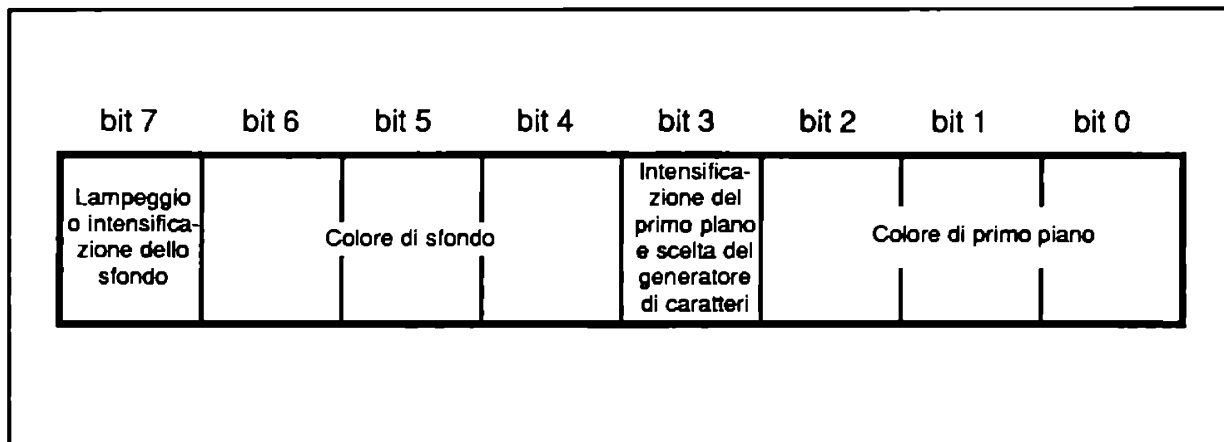 bit 7 bit 6 bit 5 bit 4 bit 3 bit 2 bit 1 bit 0
Lampeggio
o intensifica-
zione dello
sfondo
Colore di sfondo
Intensifica-
zione del
primo piano
e scelta del
generatore
di caratteri
Colore di primo piano